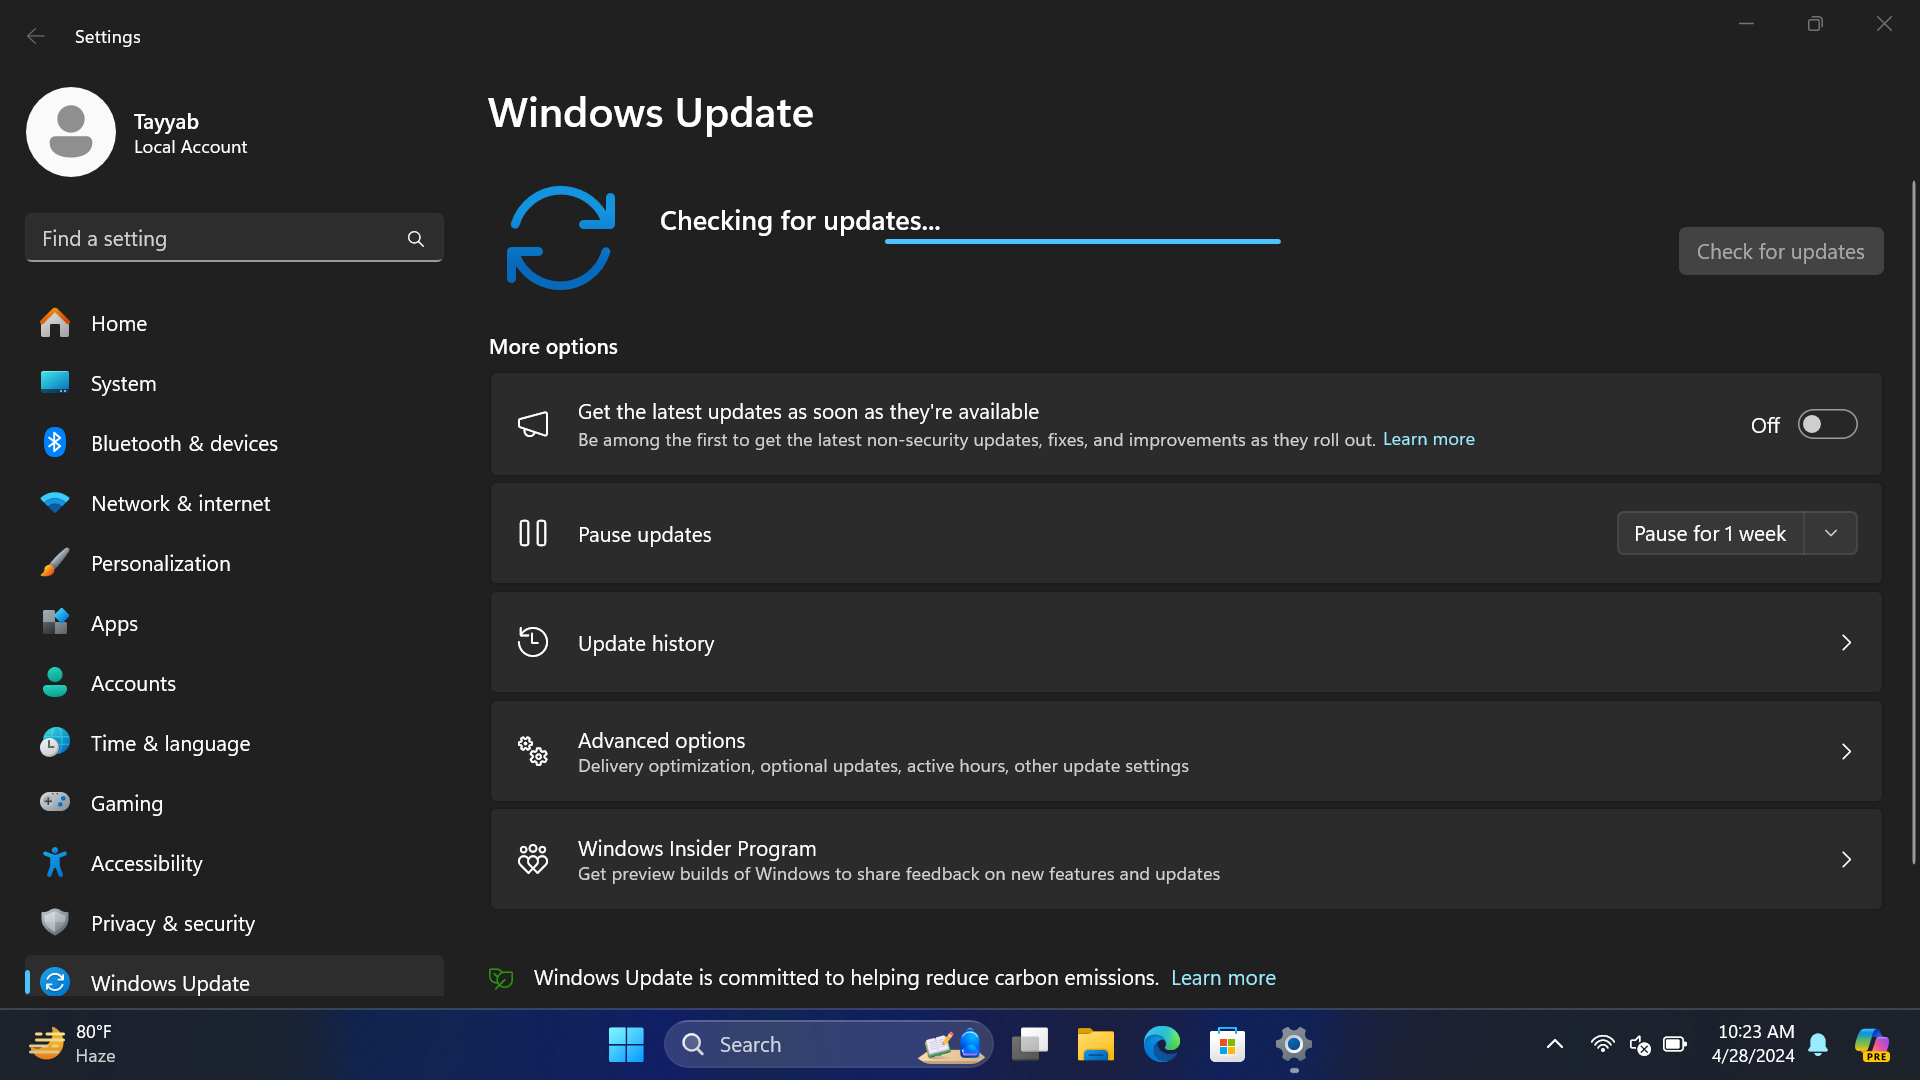 Settings
Tayyab
Local Account
Find a setting
Home
System
Bluetooth & devices
Network & internet
Personalization
Apps
Accounts
Time & language
Gaming
Accessibility
Privacy & security
Windows Update
Windows Update
Checking for updates...
Check for updates
More options
Get the latest updates as soon as they're available
Be among the first to get the latest non-security updates, fixes, and improvements as they roll out. Learn more
Off
Pause updates
Pause for 1 week
Update history
Advanced options
Delivery optimization, optional updates, active hours, other update settings
Windows Insider Program
Get preview builds of Windows to share feedback on new features and updates
Windows Update is committed to helping reduce carbon emissions. Learn more
80°F
Haze
Search
10:23 AM
4/28/2024
PRE